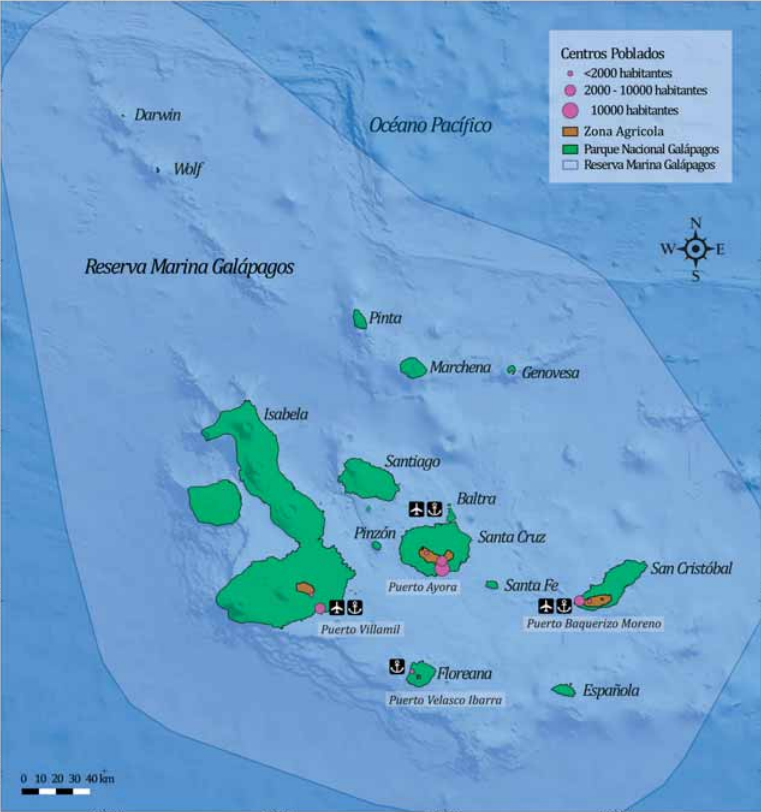 Centros Poblados
<2000 habitantes
2000 - 10000 habitantes
10000 habitantes
Zona Agricola
Parque Nacional Galápagos
Reserva Marina Galápagos
Darwin
Océano Pacífico
Wolf
N
W E
S
Reserva Marina Galápagos
Pinta
Marchena
Genovesa
Isabela
Santiago
Baltra
Pinzón
Santa Cruz
San Cristóbal
Puerto Ayora
Santa Fe
Puerto Villamil
Puerto Baquerizo Moreno
Floreana
Española
Puerto Velasco Ibarra
0 10 20 30 40 km